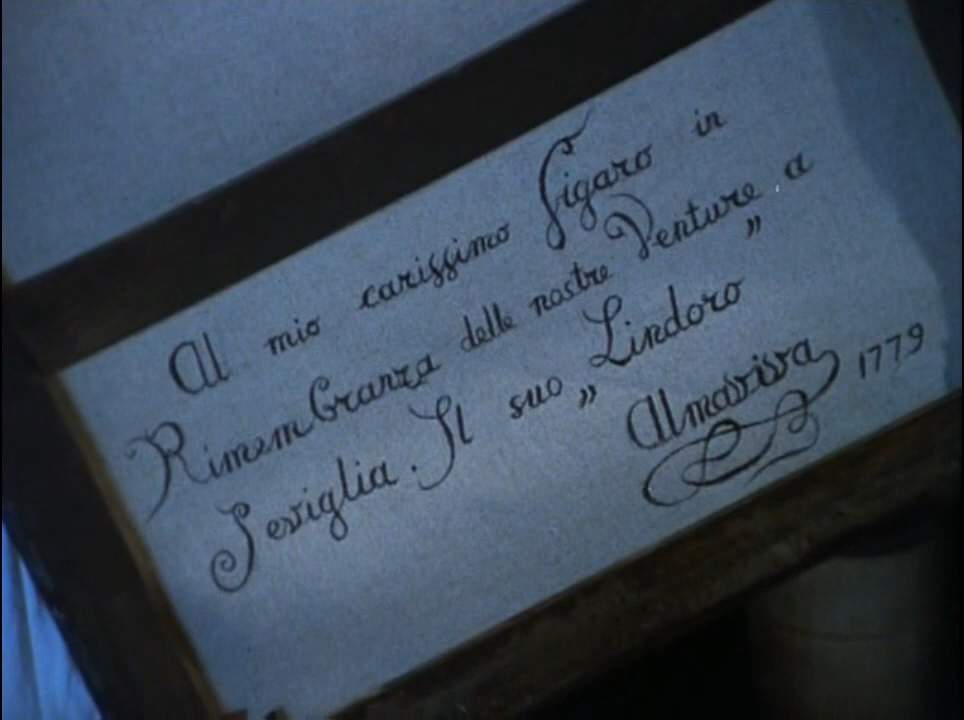 Al mio carissimo Figaro in
Rimembranza delle nostre Venture a
Seviglia. Il suo „ Lindoro „
Almaviva 1779